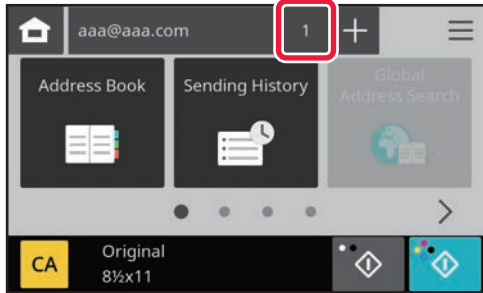 aaa@aaa.com 1
Address Book
Sending History
Global
Address Search
CA
Original
8½x11